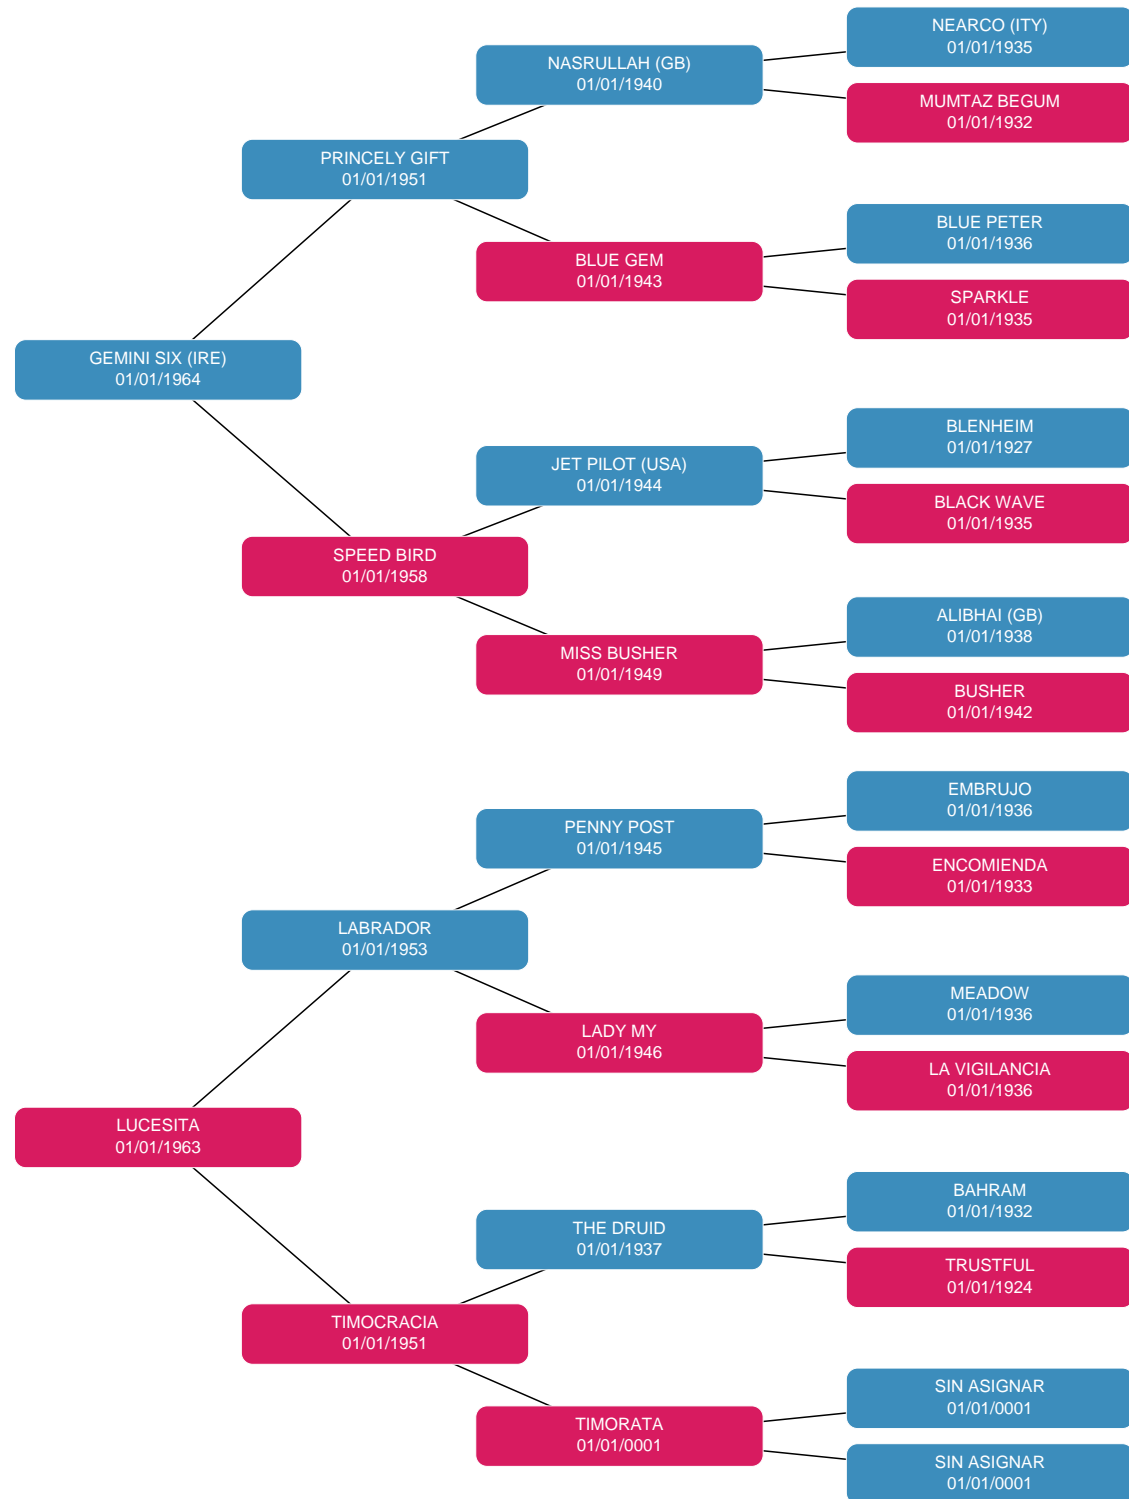 NEARCO (ITY)
01/01/1935
NASRULLAH (GB)
01/01/1940
MUMTAZ BEGUM
01/01/1932
PRINCELY GIFT
01/01/1951
BLUE PETER
01/01/1936
BLUE GEM
01/01/1943
SPARKLE
01/01/1935
GEMINI SIX (IRE)
01/01/1964
BLENHEIM
01/01/1927
JET PILOT (USA)
01/01/1944
BLACK WAVE
01/01/1935
SPEED BIRD
01/01/1958
ALIBHAI (GB)
01/01/1938
MISS BUSHER
01/01/1949
BUSHER
01/01/1942
EMBRUJO
01/01/1936
PENNY POST
01/01/1945
ENCOMIENDA
01/01/1933
LABRADOR
01/01/1953
MEADOW
01/01/1936
LADY MY
01/01/1946
LA VIGILANCIA
01/01/1936
LUCESITA
01/01/1963
BAHRAM
01/01/1932
THE DRUID
01/01/1937
TRUSTFUL
01/01/1924
TIMOCRACIA
01/01/1951
SIN ASIGNAR
01/01/0001
TIMORATA
01/01/0001
SIN ASIGNAR
01/01/0001